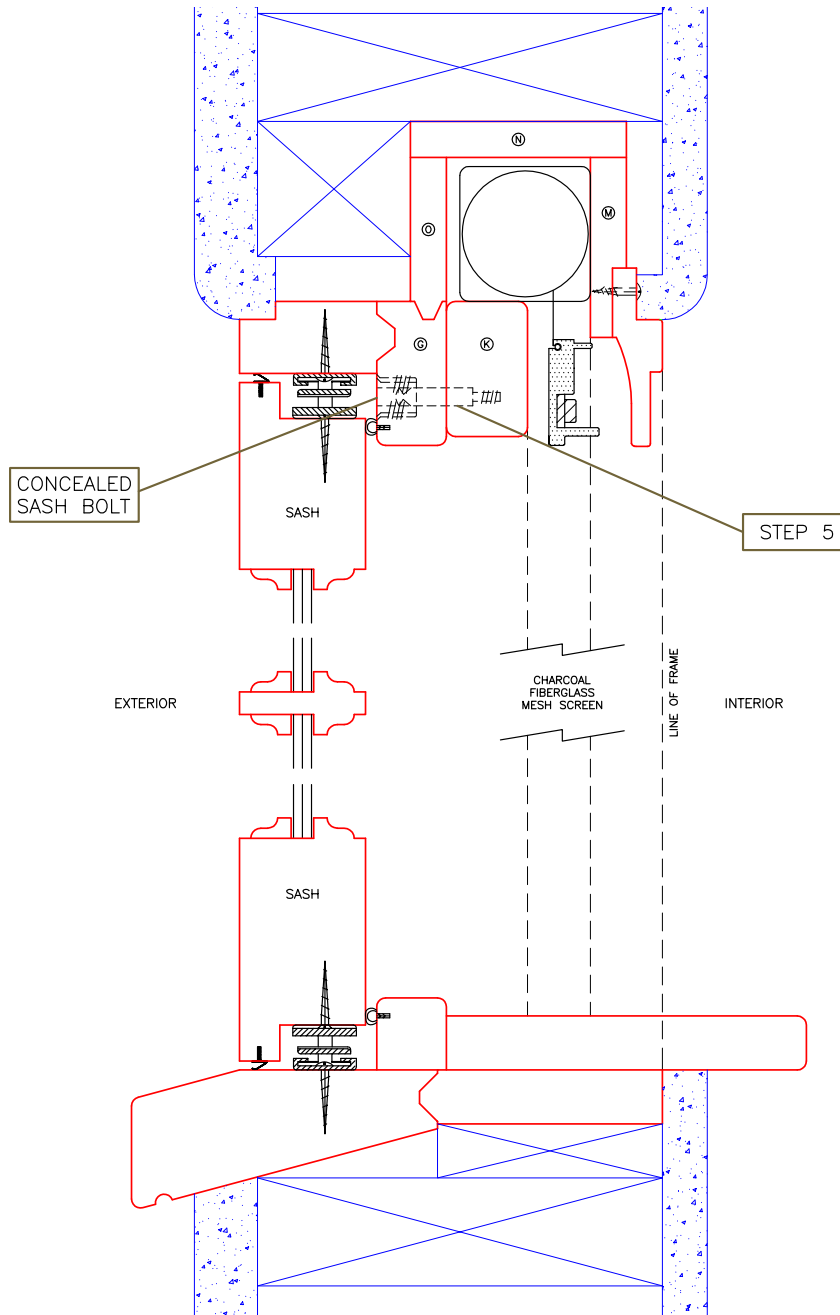 N
M
O
G
K
CONCEALED
SASH BOLT
SASH
STEP 5
EXTERIOR
CHARCOAL
FIBERGLASS
MESH SCREEN
LINE OF FRAME
INTERIOR
SASH